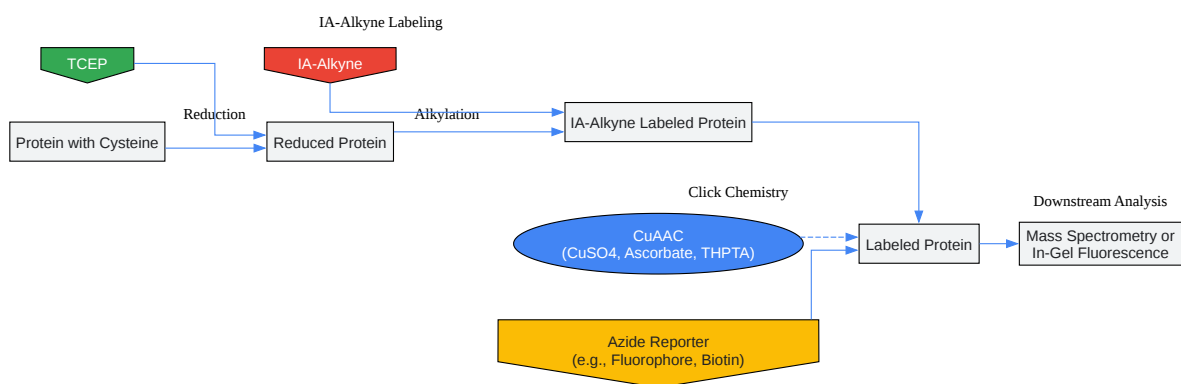 IA-Alkyne Labeling
TCEP
IA-Alkyne
Reduction
Alkylation
Protein with Cysteine
Reduced Protein
IA-Alkyne Labeled Protein
Click Chemistry
Downstream Analysis
CuAAC
(CuSO4, Ascorbate, THPTA)
Labeled Protein
Mass Spectrometry or
In-Gel Fluorescence
Azide Reporter
(e.g., Fluorophore, Biotin)